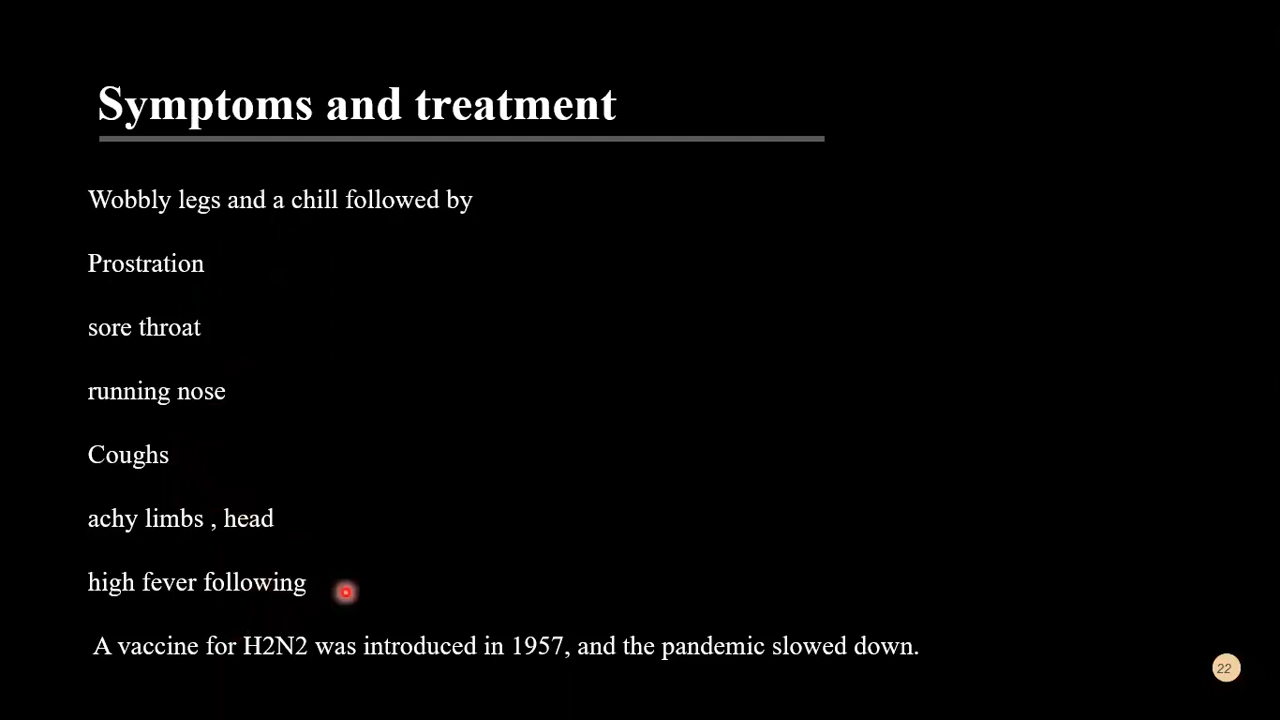 Symptoms and treatment
Wobbly legs and a chill followed by
Prostration
sore throat
running nose
Coughs
achy limbs , head
high fever following
A vaccine for H2N2 was introduced in 1957, and the pandemic slowed down.
22